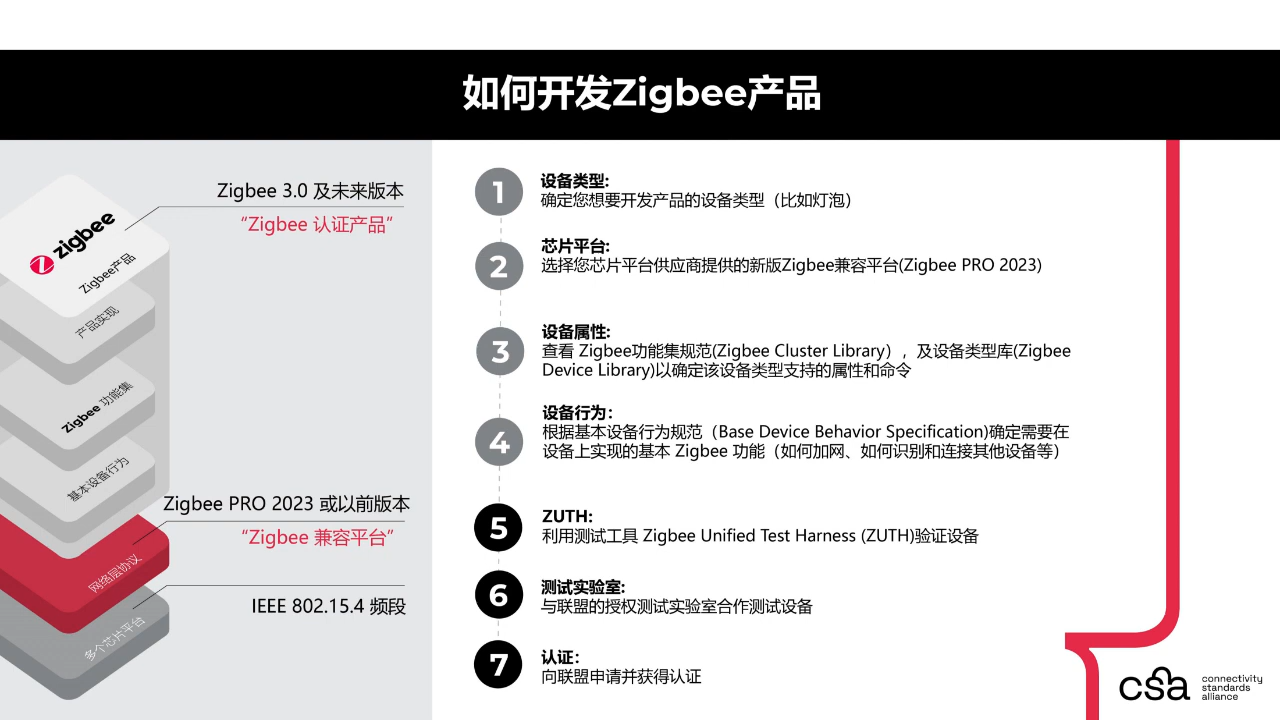 如何开发Zigbee产品
Zigbee 3.0 及未来版本
“Zigbee 认证产品”
zigbee
Zigbee产品
产品实现
Zigbee 功能集
基本设备行为
Zigbee PRO 2023 或以前版本
“Zigbee 兼容平台”
网络层协议
IEEE 802.15.4 频段
多个芯片平台
1
设备类型:
确定您想要开发产品的设备类型（比如灯泡）
2
芯片平台:
选择您芯片平台供应商提供的新版Zigbee兼容平台(Zigbee PRO 2023)
3
设备属性:
查看 Zigbee功能集规范(Zigbee Cluster Library），及设备类型库(Zigbee
Device Library)以确定该设备类型支持的属性和命令
4
设备行为：
根据基本设备行为规范（Base Device Behavior Specification)确定需要在
设备上实现的基本 Zigbee 功能（如何加网、如何识别和连接其他设备等）
5
ZUTH:
利用测试工具 Zigbee Unified Test Harness (ZUTH)验证设备
6
测试实验室:
与联盟的授权测试实验室合作测试设备
7
认证：
向联盟申请并获得认证
csa
connectivity
standards
alliance